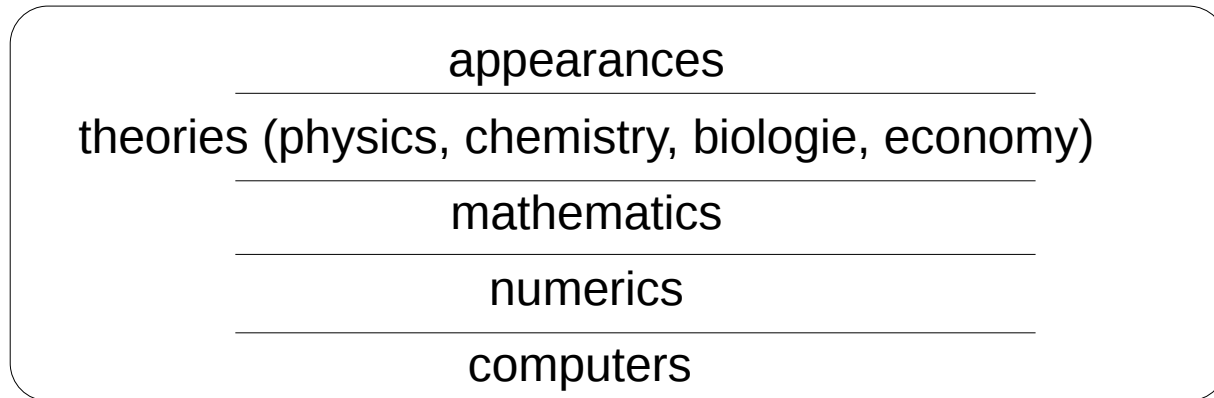 appearances
theories (physics, chemistry, biologie, economy)
mathematics
numerics
computers